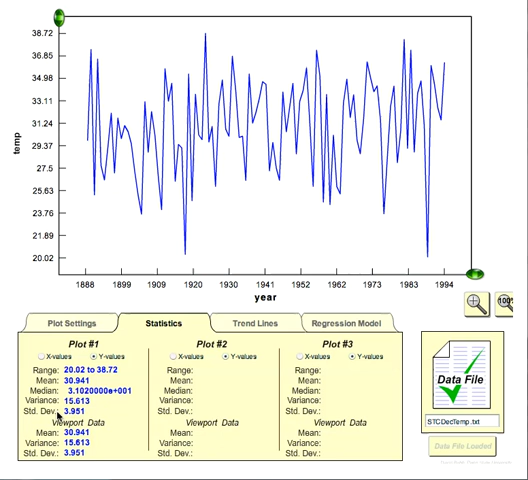 38.72
36.85
34.98
33.11
31.24
29.37
27.5
25.63
23.76
21.89
20.02
temp
1888 1899 1909 1920 1930 1941 1952 1962 1973 1983 1994
year
100%
Plot Settings Statistics Trend Lines Regression Model
Plot #1 Plot #2 Plot #3
X-values Y-values X-values Y-values X-values Y-values
Range: 20.02 to 38.72 Range: Range:
Mean: 30.941 Mean: Mean:
Median: 3.1020000e+001 Median: Median:
Variance: 15.613 Variance: Variance:
Std. Dev.: 3.951 Std. Dev.: Std. Dev.:
Viewport Data Viewport Data Viewport Data
Mean: 30.941 Mean: Mean:
Variance: 15.613 Variance: Variance:
Std. Dev.: 3.951 Std. Dev.: Std. Dev.:
Data File
STCDecTemp.txt
Data File Loaded